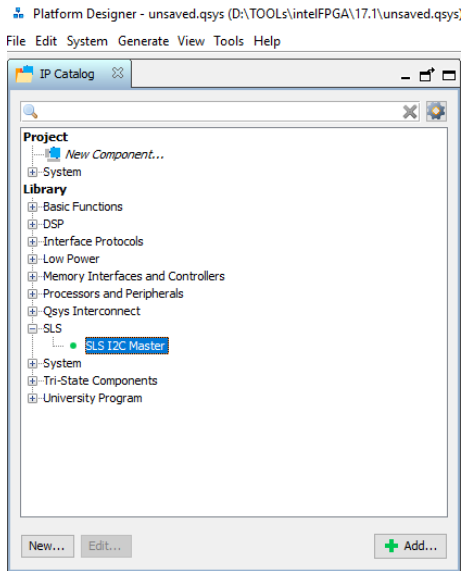 Platform Designer - unsaved.qsys (D:\TOOLs\intelFPGA\17.1\unsaved.qsys)
File Edit System Generate View Tools Help
IP Catalog
Project
New Component...
System
Library
Basic Functions
DSP
Interface Protocols
Low Power
Memory Interfaces and Controllers
Processors and Peripherals
Qsys Interconnect
SLS
SLS I2C Master
System
Tri-State Components
University Program
New... Edit... Add...